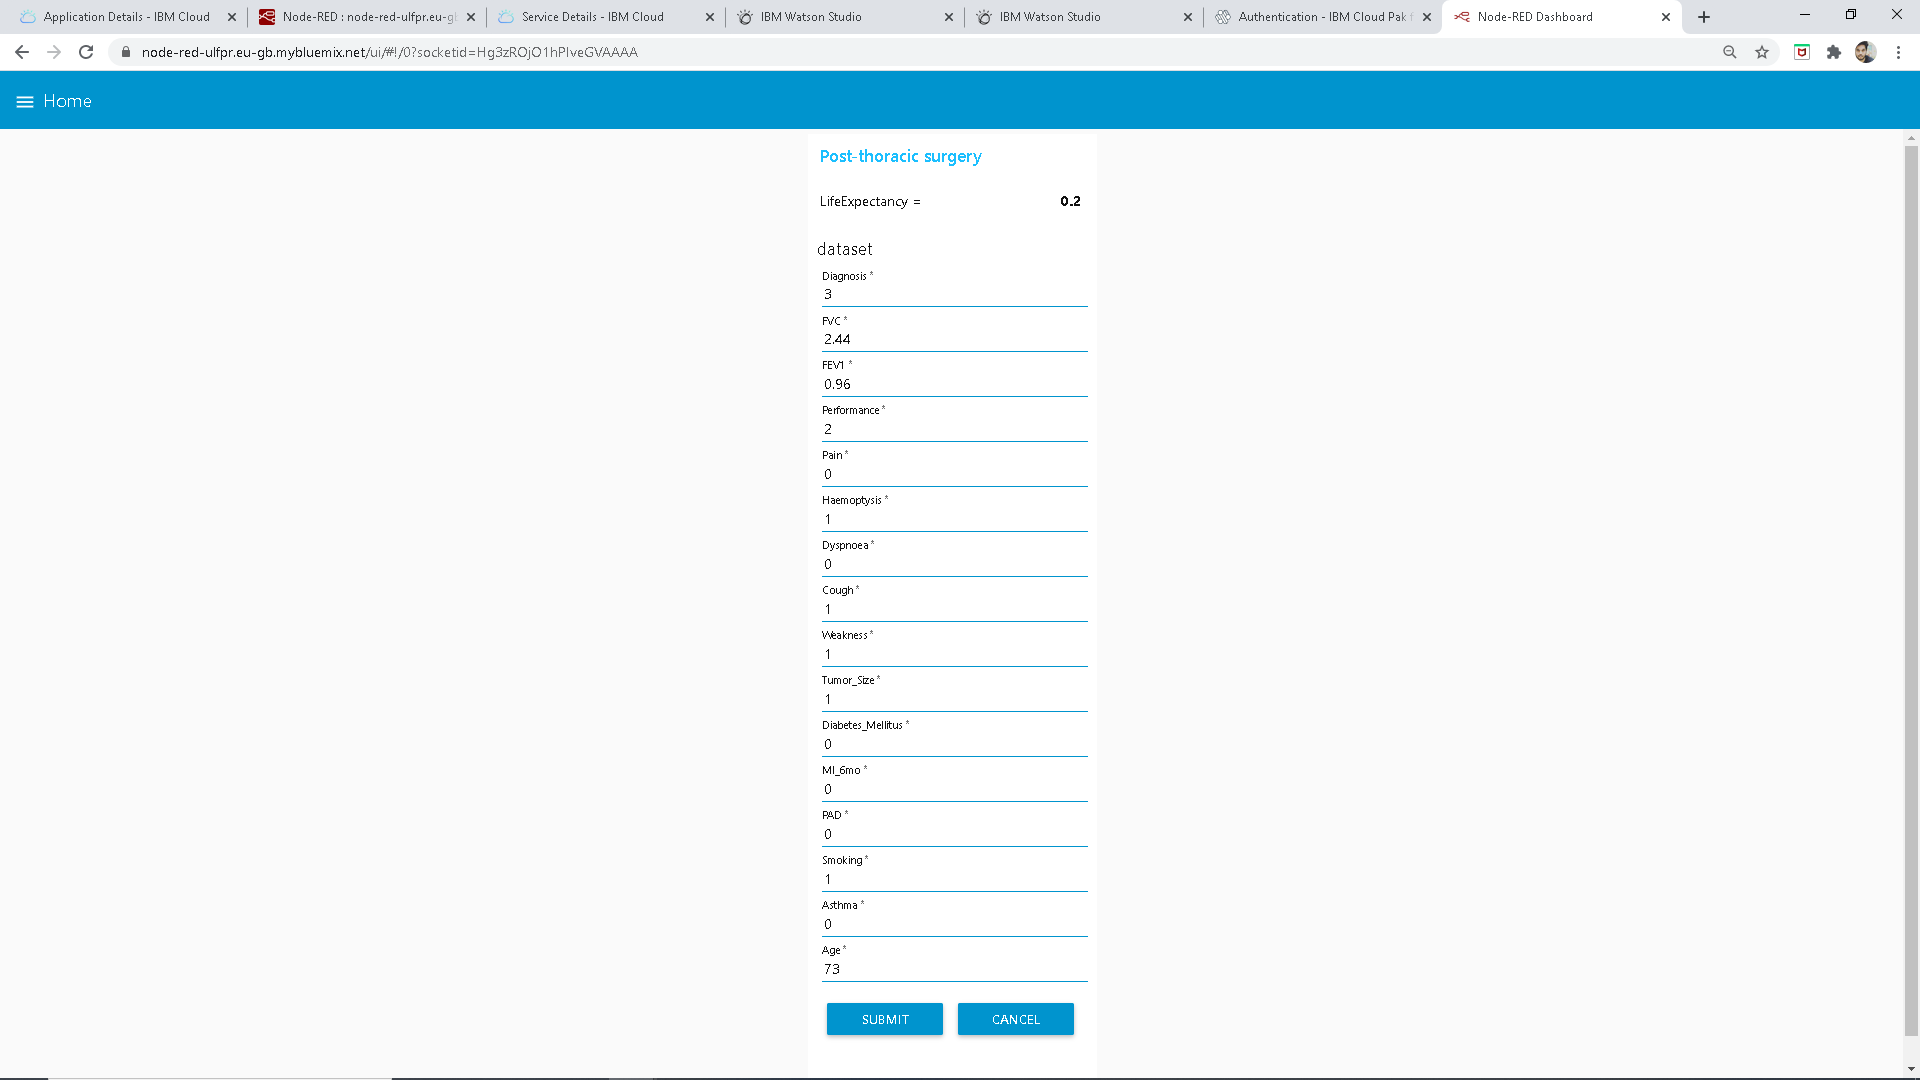 Application Details - IBM Cloud
Node-RED : node-red-ulfpr.eu-gb
Service Details - IBM Cloud
IBM Watson Studio
IBM Watson Studio
Authentication - IBM Cloud Pak f
Node-RED Dashboard
node-red-ulfpr.eu-gb.mybluemix.net/ui/#!/0?socketid=Hg3zROjO1hPIveGVAAAA
Home
Post-thoracic surgery
LifeExpectancy = 0.2
dataset
Diagnosis *
3
FVC *
2.44
FEV1 *
0.96
Performance *
2
Pain *
0
Haemoptysis *
1
Dyspnoea *
0
Cough *
1
Weakness *
1
Tumor_Size *
1
Diabetes_Mellitus *
0
MI_6mo *
0
PAD *
0
Smoking *
1
Asthma *
0
Age *
73
SUBMIT CANCEL